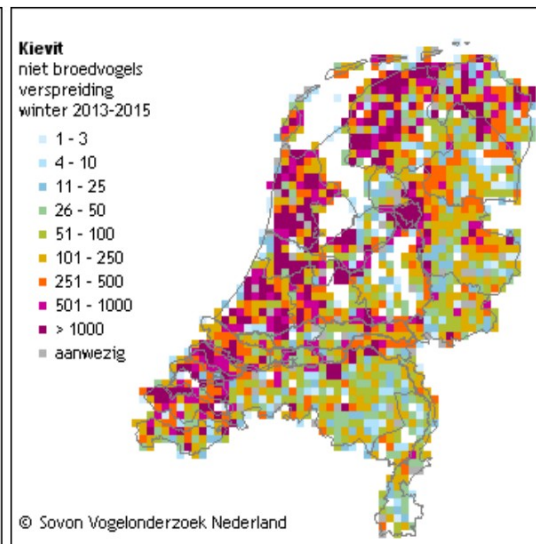 Kievit
niet broedvogels
verspreiding
winter 2013-2015
1 - 3
4 - 10
11 - 25
26 - 50
51 - 100
101 - 250
251 - 500
501 - 1000
> 1000
aanwezig
© Sovon Vogelonderzoek Nederland